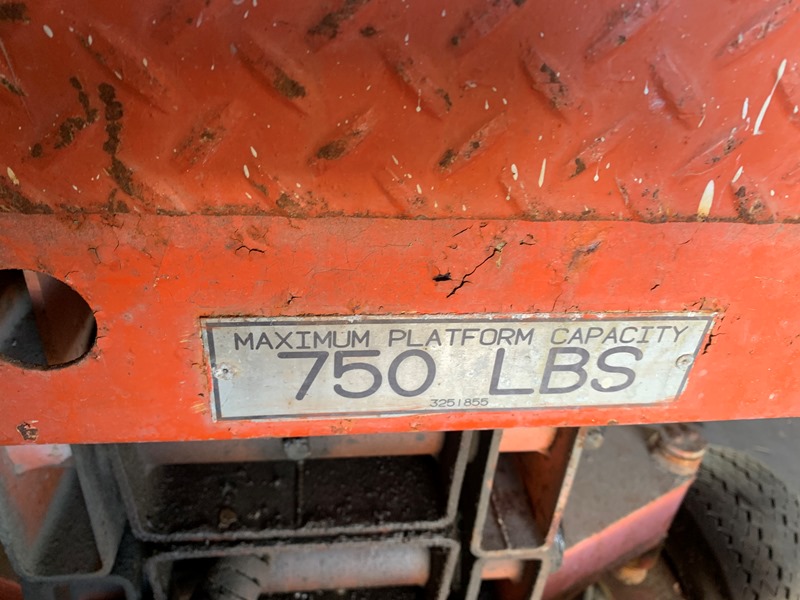 MAXIMUM PLATFORM CAPACITY
750 LBS
3251855